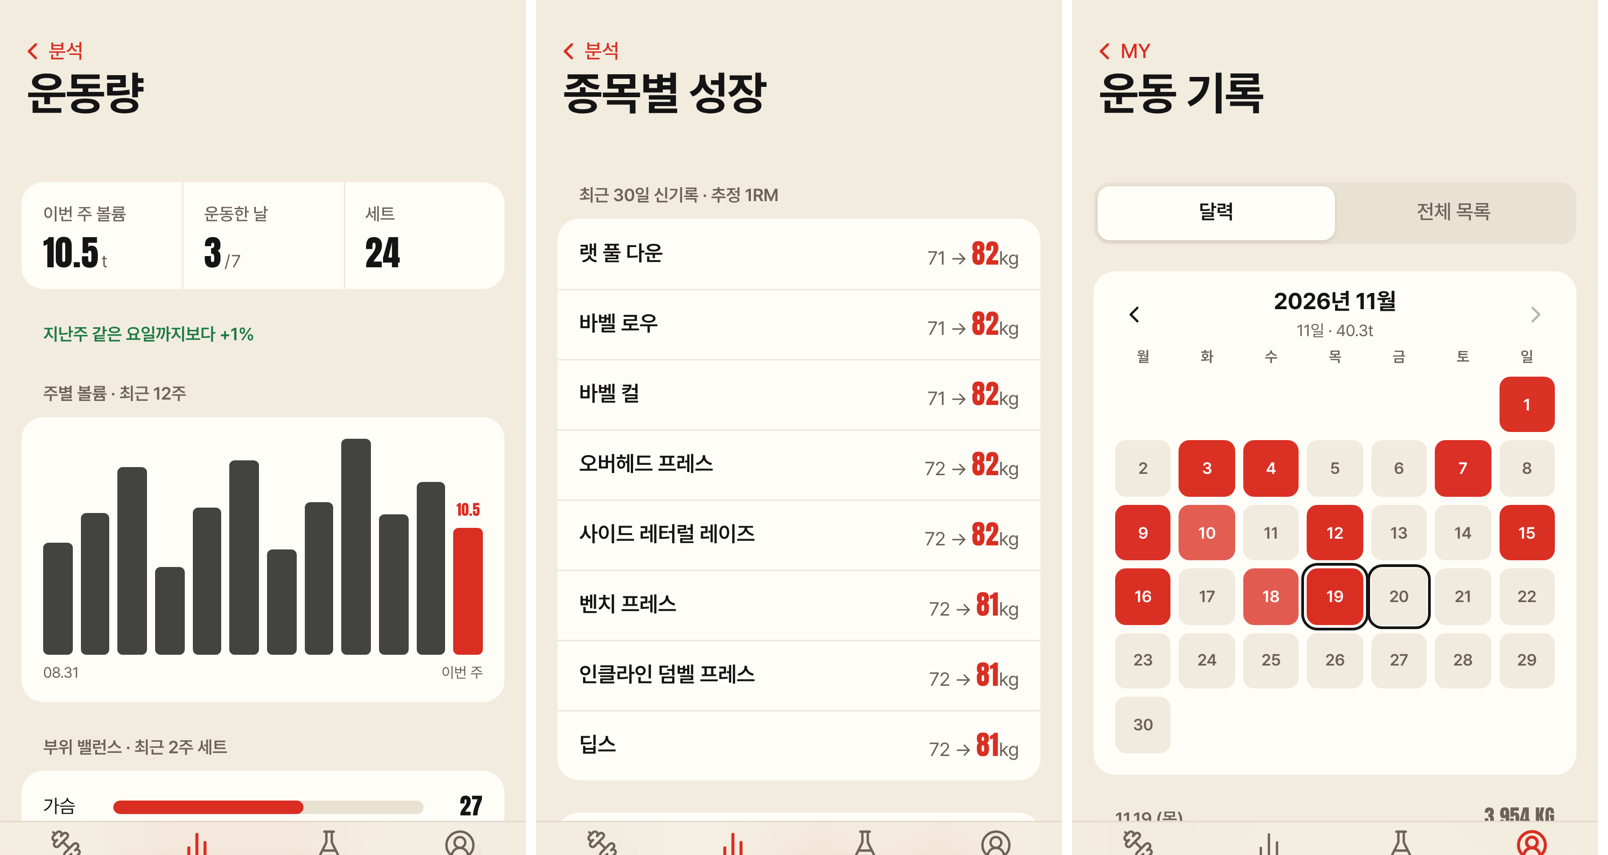 분석
운동량
이번 주 볼륨
10.5 t
운동한 날
3 /7
세트
24
지난주 같은 요일까지보다 +1%
주별 볼륨 · 최근 12주
10.5
08.31
이번 주
부위 밸런스 · 최근 2주 세트
가슴
27
분석
종목별 성장
최근 30일 신기록 · 추정 1RM
랫 풀 다운
71 → 82kg
바벨 로우
71 → 82kg
바벨 컬
71 → 82kg
오버헤드 프레스
72 → 82kg
사이드 레터럴 레이즈
72 → 82kg
벤치 프레스
72 → 81kg
인클라인 덤벨 프레스
72 → 81kg
딥스
72 → 81kg
MY
운동 기록
달력
전체 목록
2026년 11월
11일 · 40.3t
월 화 수 목 금 토 일
1
2 3 4 5 6 7 8
9 10 11 12 13 14 15
16 17 18 19 20 21 22
23 24 25 26 27 28 29
30
11.19 (목)
3,954 KG